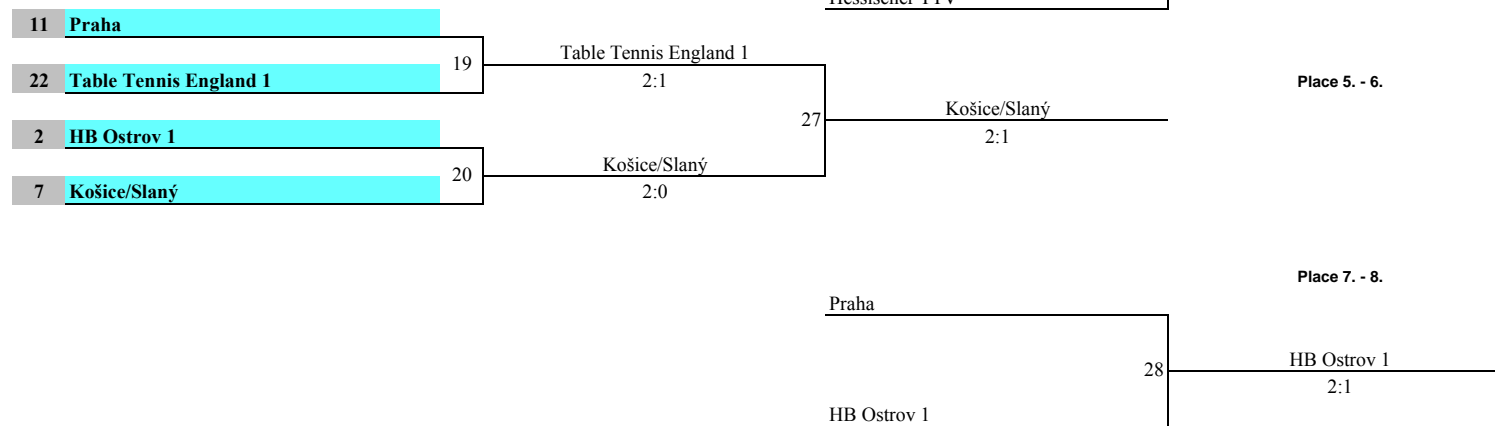 11 Praha
19
Table Tennis England 1
2:1
22 Table Tennis England 1
Place 5. - 6.
27
Košice/Slaný
2:1
2 HB Ostrov 1
20
Košice/Slaný
2:0
7 Košice/Slaný
Place 7. - 8.
Praha
28
HB Ostrov 1
2:1
HB Ostrov 1